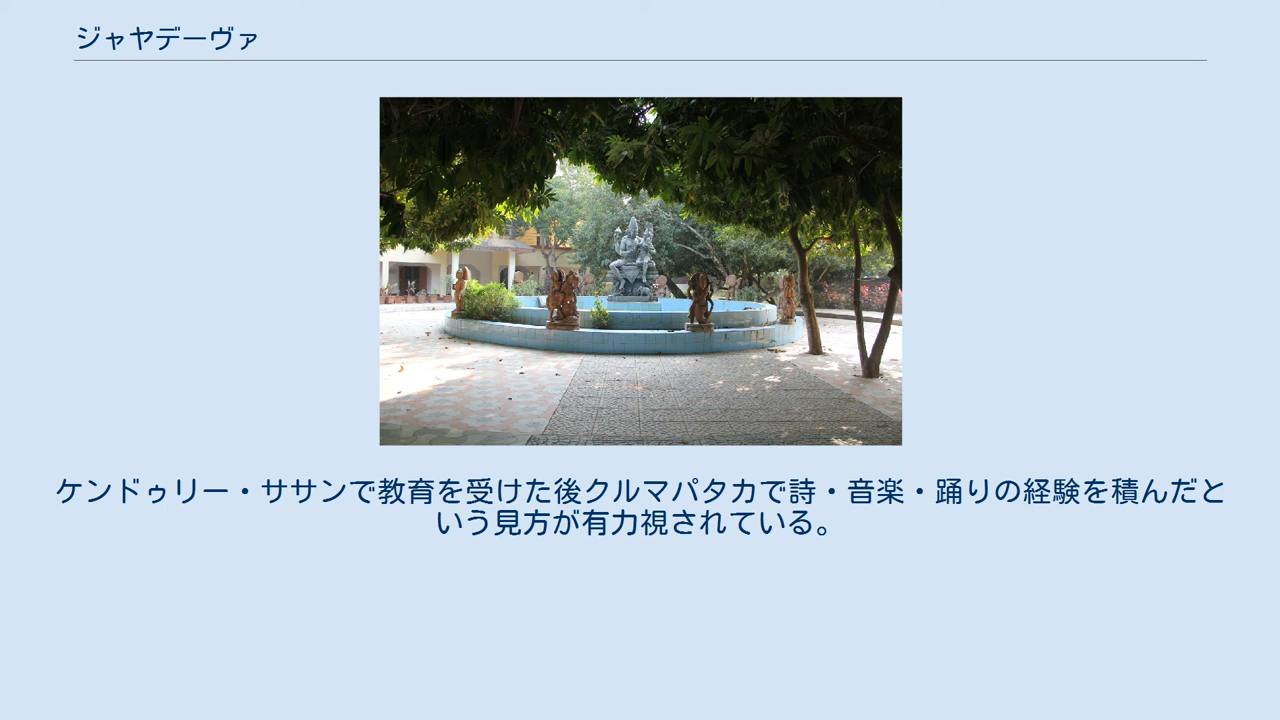 ジャヤデーヴァ
ケンドゥリー・ササンで教育を受けた後クルマパタカで詩・音楽・踊りの経験を積んだと
いう見方が有力視されている。